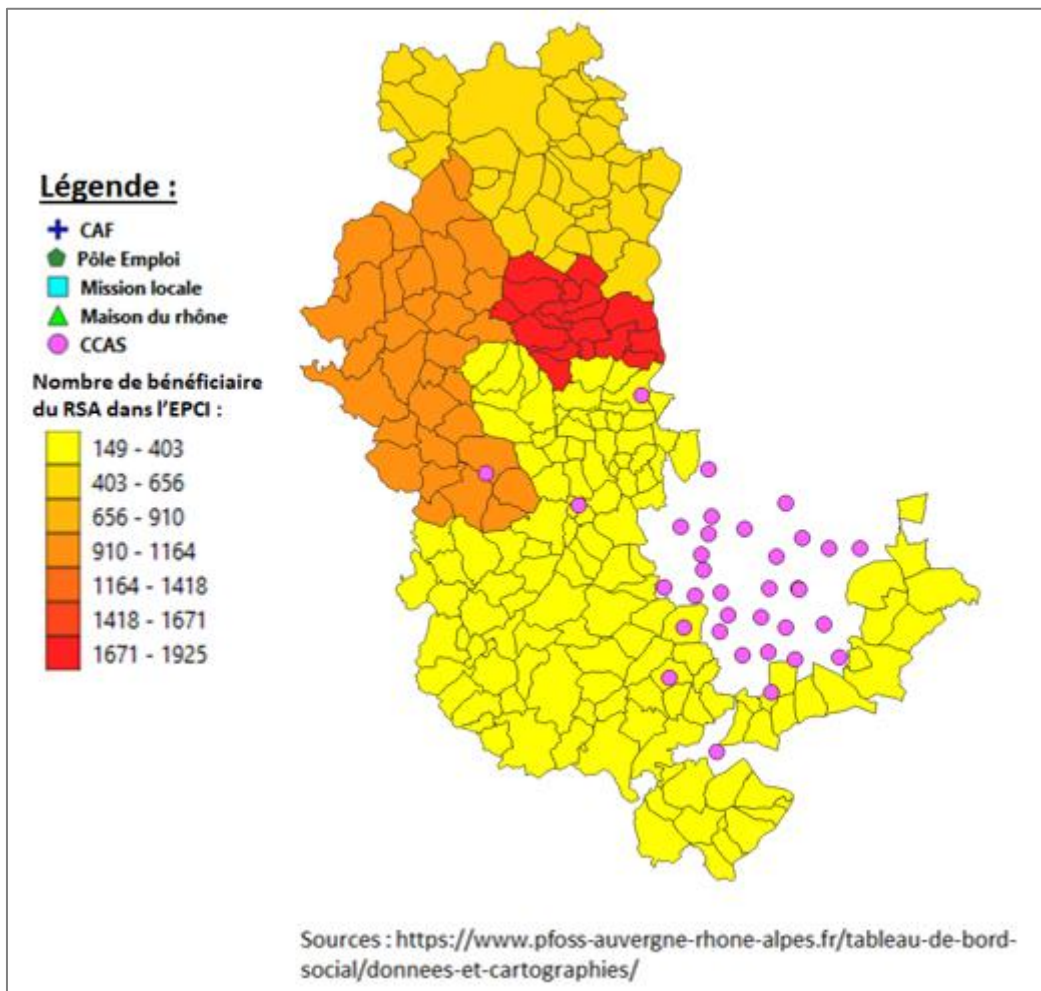 Légende :
CAF
Pôle Emploi
Mission locale
Maison du rhône
CCAS
Nombre de bénéficiaire
du RSA dans l'EPCI :
149 - 403
403 - 656
656 - 910
910 - 1164
1164 - 1418
1418 - 1671
1671 - 1925
Sources : https://www.pfoss-auvergne-rhone-alpes.fr/tableau-de-bord-
social/donnees-et-cartographies/